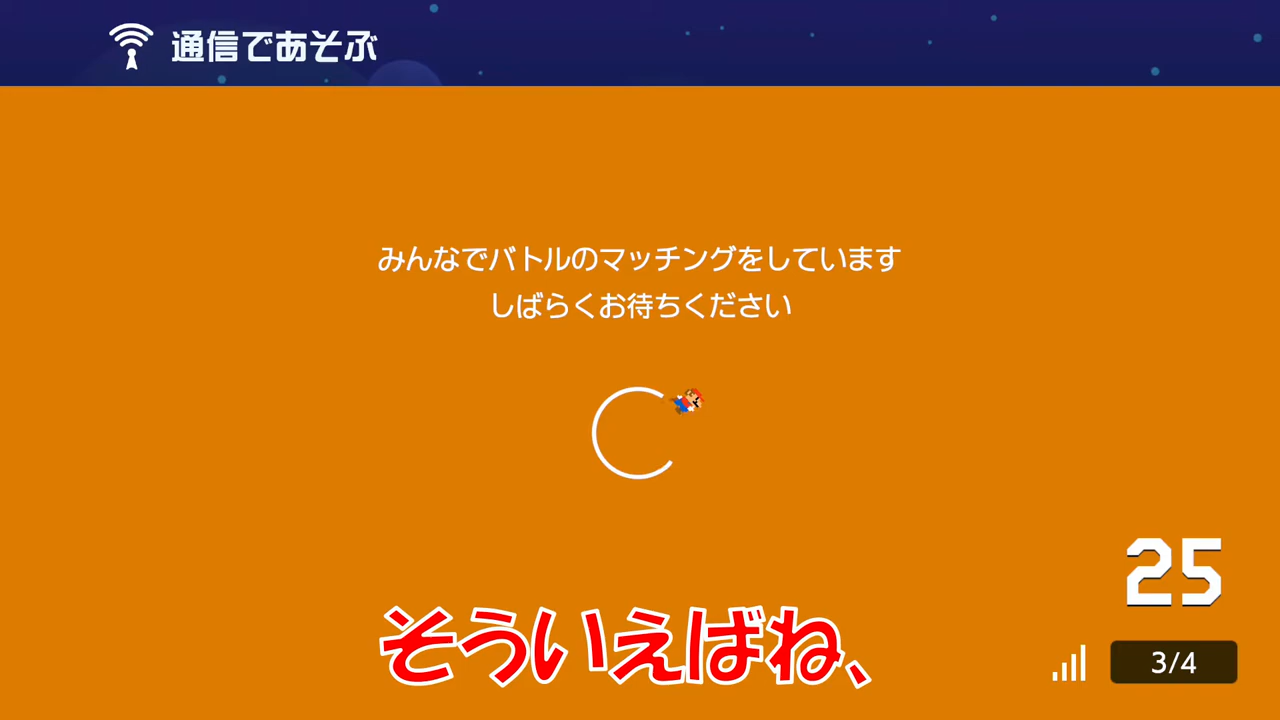 通信であそぶ
みんなでバトルのマッチングをしています
しばらくお待ちください
25
3/4
そういえばね、